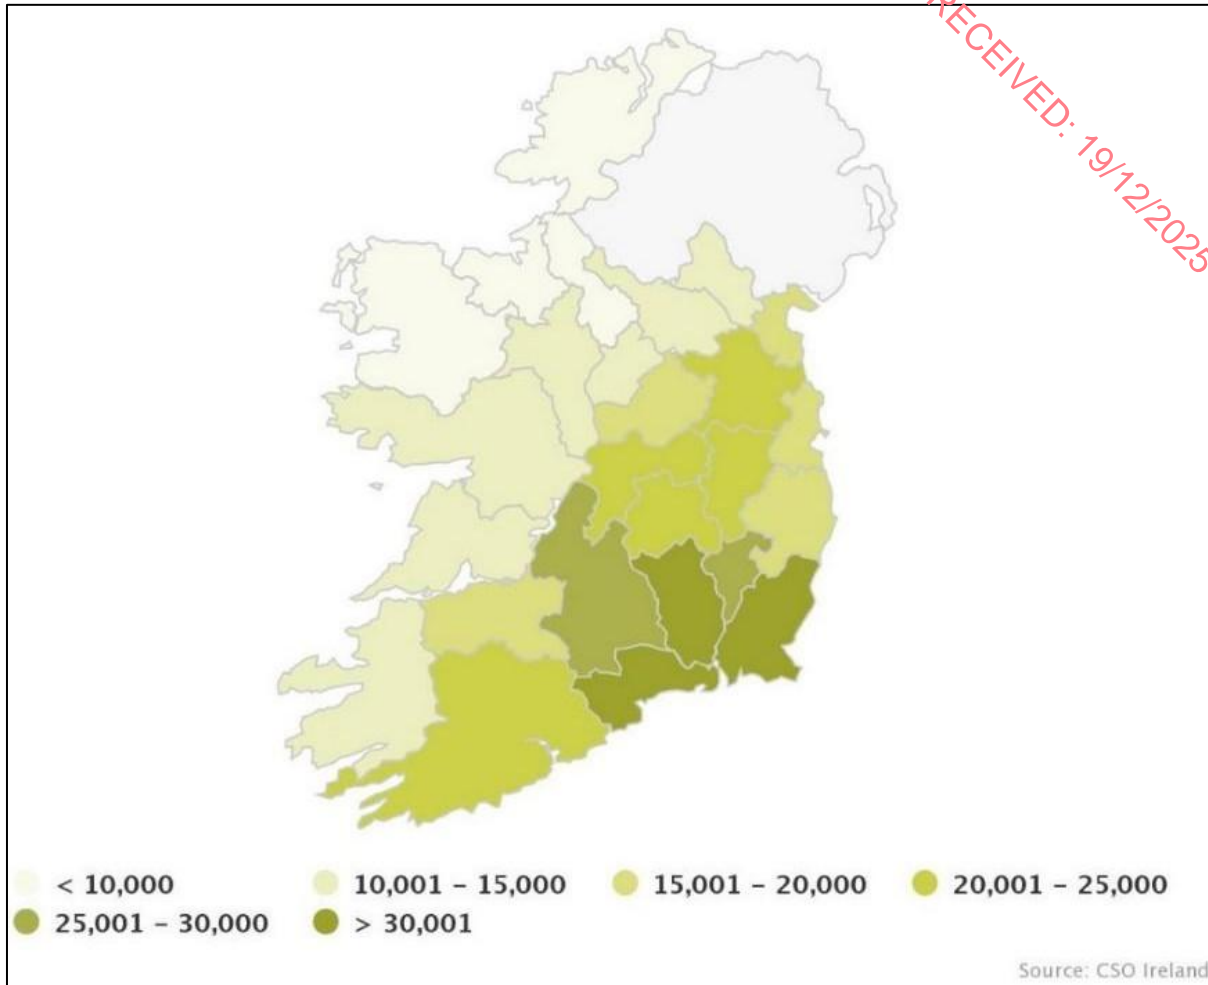 RECEIVED: 19/12/2025
< 10,000
10,001 – 15,000
15,001 – 20,000
20,001 – 25,000
25,001 – 30,000
> 30,001
Source: CSO Ireland